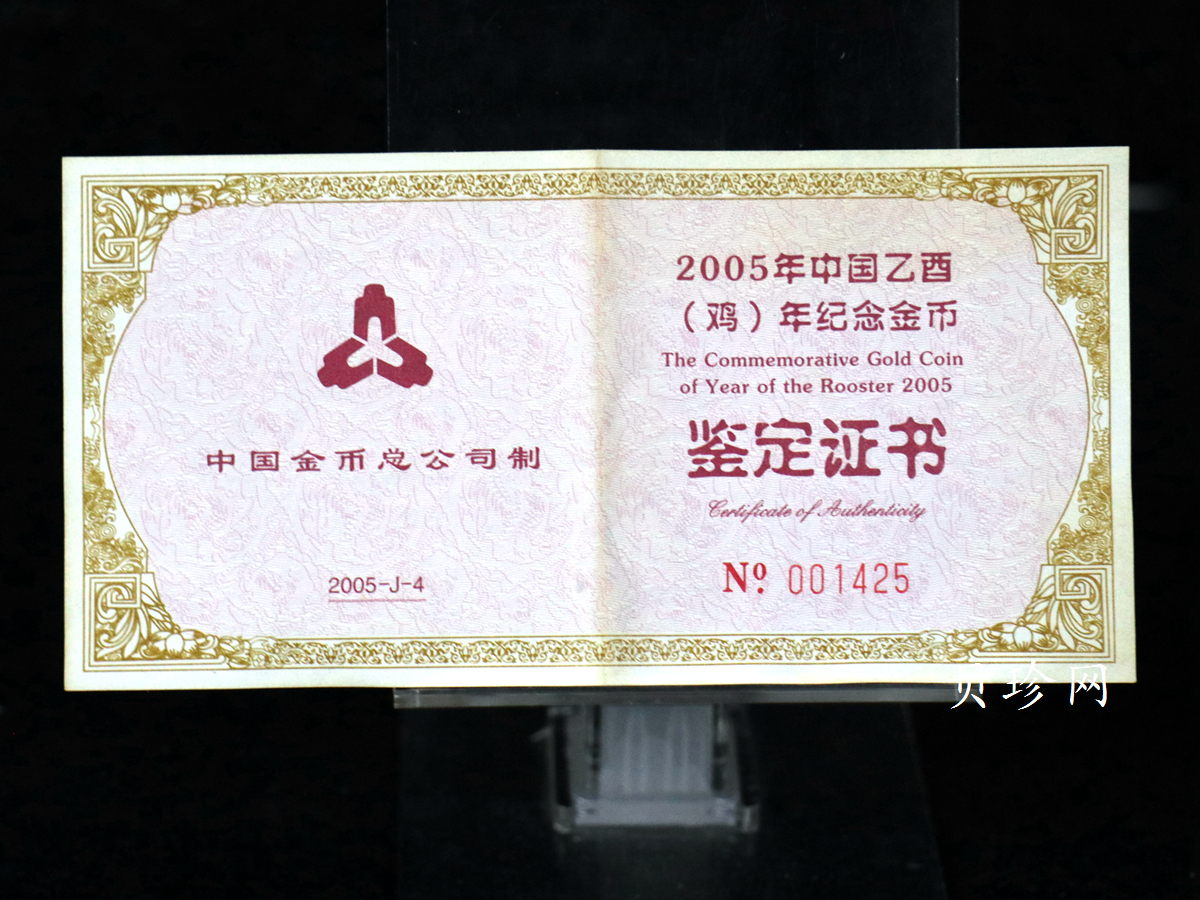 中国金币总公司制
2005-J-4
2005年中国乙酉
（鸡）年纪念金币
The Commemorative Gold Coin
of Year of the Rooster 2005
鉴定证书
Certificate of Authenticity
Nº 001425
页珍网